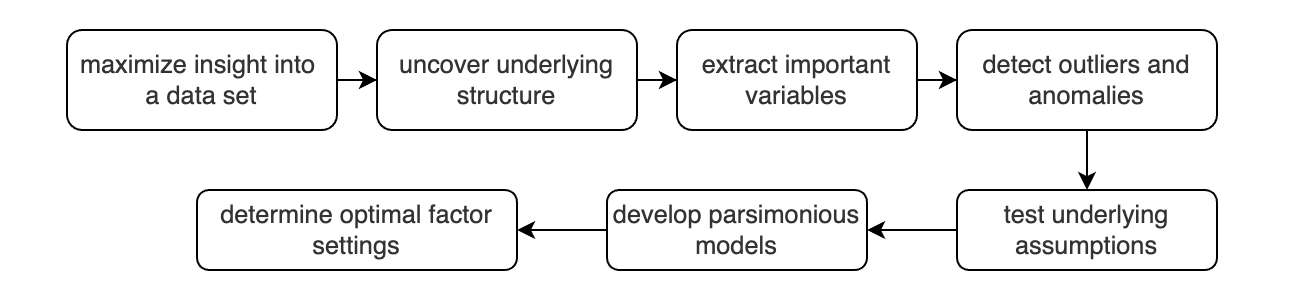 maximize insight into
a data set
uncover underlying
structure
extract important
variables
detect outliers and
anomalies
test underlying
assumptions
develop parsimonious
models
determine optimal factor
settings